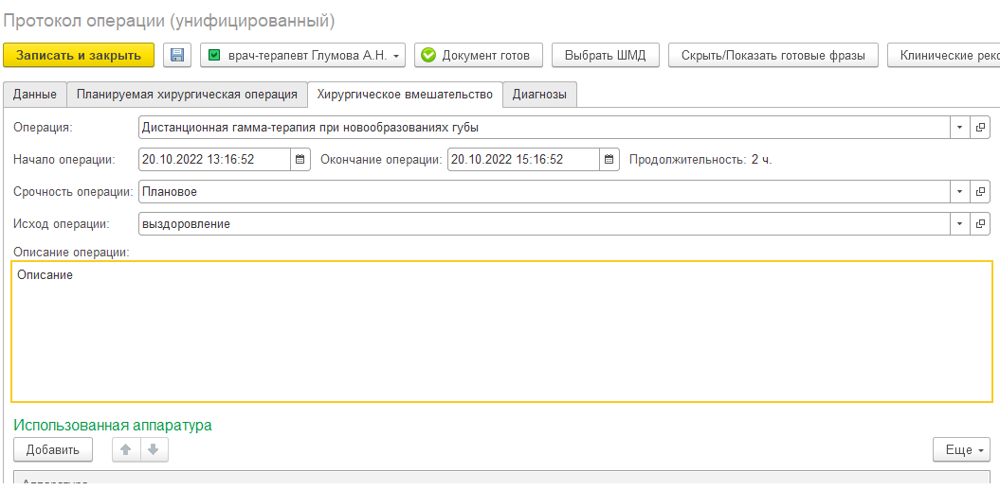 Протокол операции (унифицированный)
Записать и закрыть врач-терапевт Глумова А.Н. Документ готов Выбрать ШМД Скрыть/Показать готовые фразы Клинические реко
Данные Планируемая хирургическая операция Хирургическое вмешательство Диагнозы
Операция: Дистанционная гамма-терапия при новообразованиях губы
Начало операции: 20.10.2022 13:16:52 Окончание операции: 20.10.2022 15:16:52 Продолжительность: 2 ч.
Срочность операции: Плановое
Исход операции: выздоровление
Описание операции:
Описание
Использованная аппаратура
Добавить Еще
Аппаратура